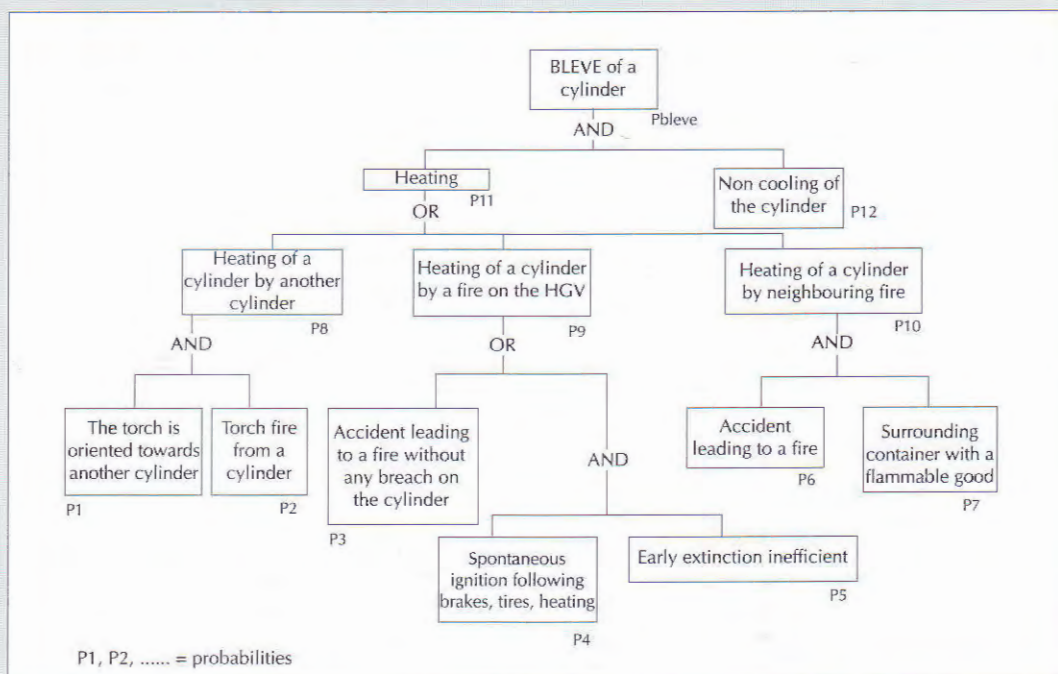 BLEVE of a
cylinder
Pbleve
AND
Heating
P11
Non cooling of
the cylinder
P12
OR
Heating of a
cylinder by another
cylinder
P8
Heating of a cylinder
by a fire on the HGV
P9
Heating of a cylinder
by neighbouring fire
P10
AND
OR
AND
The torch is
oriented towards
another cylinder
P1
Torch fire
from a
cylinder
P2
Accident leading
to a fire without
any breach on
the cylinder
P3
AND
Accident
leading to a fire
P6
Surrounding
container with a
flammable good
P7
Spontaneous
ignition following
brakes, tires, heating
P4
Early extinction inefficient
P5
P1, P2, ...... = probabilities